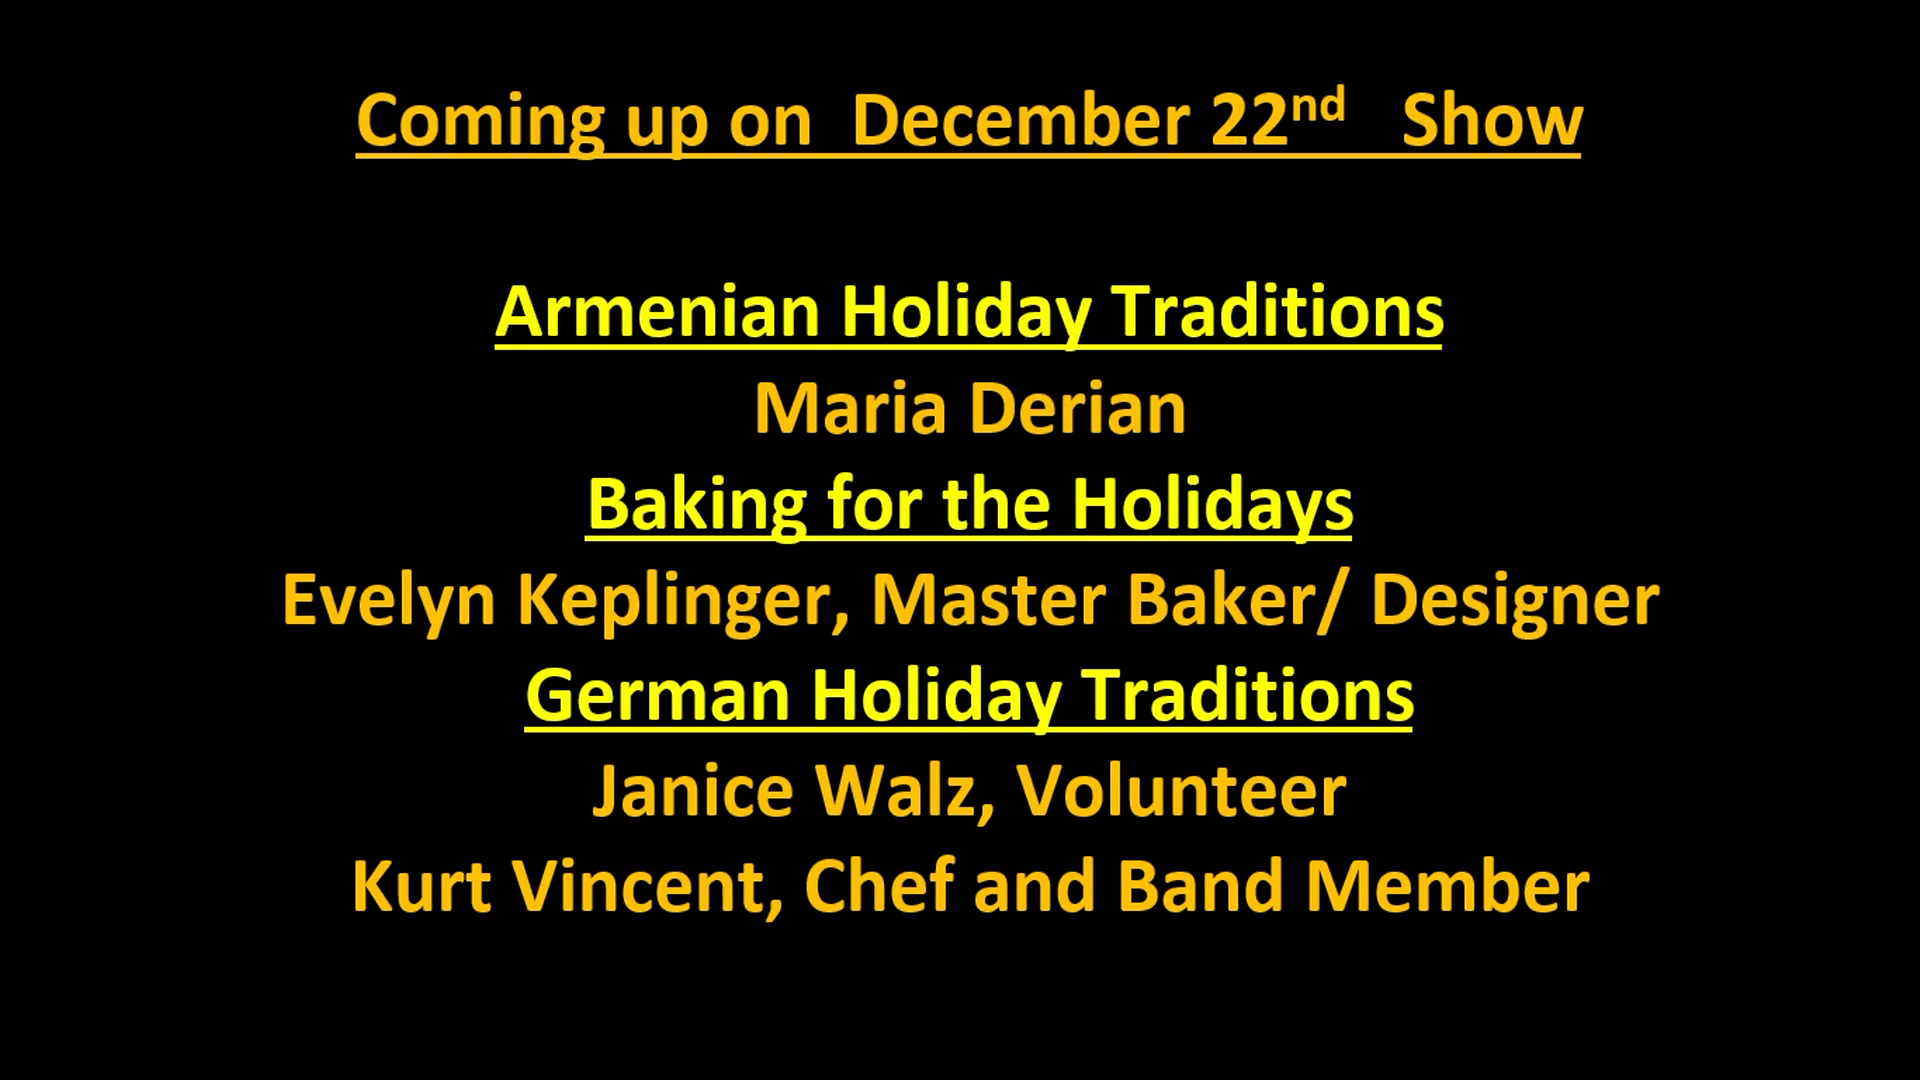 Coming up on December 22nd Show
Armenian Holiday Traditions
Maria Derian
Baking for the Holidays
Evelyn Keplinger, Master Baker/ Designer
German Holiday Traditions
Janice Walz, Volunteer
Kurt Vincent, Chef and Band Member